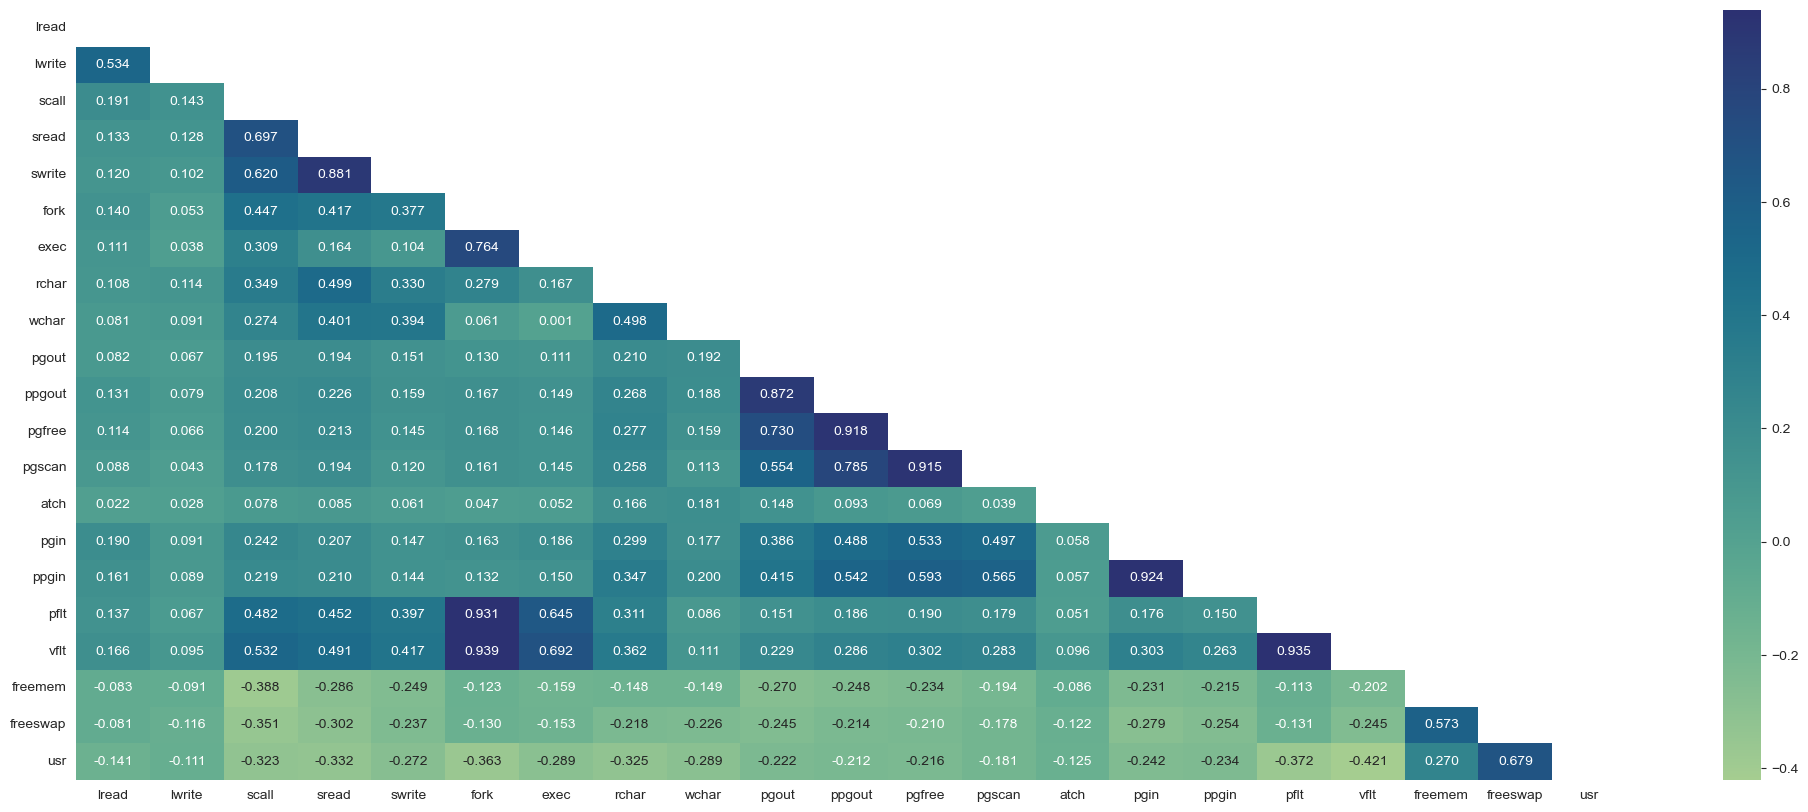 lread
lwrite 0.534
scall 0.191 0.143
sread 0.133 0.128 0.697
swrite 0.120 0.102 0.620 0.881
fork 0.140 0.053 0.447 0.417 0.377
exec 0.111 0.038 0.309 0.164 0.104 0.764
rchar 0.108 0.114 0.349 0.499 0.330 0.279 0.167
wchar 0.081 0.091 0.274 0.401 0.394 0.061 0.001 0.498
pgout 0.082 0.067 0.195 0.194 0.151 0.130 0.111 0.210 0.192
ppgout 0.131 0.079 0.208 0.226 0.159 0.167 0.149 0.268 0.188 0.872
pgfree 0.114 0.066 0.200 0.213 0.145 0.168 0.146 0.277 0.159 0.730 0.918
pgscan 0.088 0.043 0.178 0.194 0.120 0.161 0.145 0.258 0.113 0.554 0.785 0.915
atch 0.022 0.028 0.078 0.085 0.061 0.047 0.052 0.166 0.181 0.148 0.093 0.069 0.039
pgin 0.190 0.091 0.242 0.207 0.147 0.163 0.186 0.299 0.177 0.386 0.488 0.533 0.497 0.058
ppgin 0.161 0.089 0.219 0.210 0.144 0.132 0.150 0.347 0.200 0.415 0.542 0.593 0.565 0.057 0.924
pflt 0.137 0.067 0.482 0.452 0.397 0.931 0.645 0.311 0.086 0.151 0.186 0.190 0.179 0.051 0.176 0.150
vflt 0.166 0.095 0.532 0.491 0.417 0.939 0.692 0.362 0.111 0.229 0.286 0.302 0.283 0.096 0.303 0.263 0.935
freemem -0.083 -0.091 -0.388 -0.286 -0.249 -0.123 -0.159 -0.148 -0.149 -0.270 -0.248 -0.234 -0.194 -0.086 -0.231 -0.215 -0.113 -0.202
freeswap -0.081 -0.116 -0.351 -0.302 -0.237 -0.130 -0.153 -0.218 -0.226 -0.245 -0.214 -0.210 -0.178 -0.122 -0.279 -0.254 -0.131 -0.245 0.573
usr -0.141 -0.111 -0.323 -0.332 -0.272 -0.363 -0.289 -0.325 -0.289 -0.222 -0.212 -0.216 -0.181 -0.125 -0.242 -0.234 -0.372 -0.421 0.270 0.679
lread lwrite scall sread swrite fork exec rchar wchar pgout ppgout pgfree pgscan atch pgin ppgin pflt vflt freemem freeswap usr
0.8
0.6
0.4
0.2
0.0
−0.2
−0.4